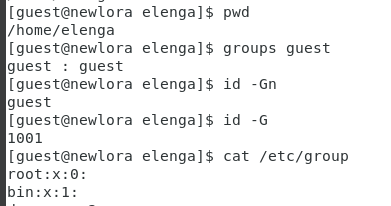 [guest@newlora elenga]$ pwd
/home/elenga
[guest@newlora elenga]$ groups guest
guest : guest
[guest@newlora elenga]$ id -Gn
guest
[guest@newlora elenga]$ id -G
1001
[guest@newlora elenga]$ cat /etc/group
root:x:0:
bin:x:1: